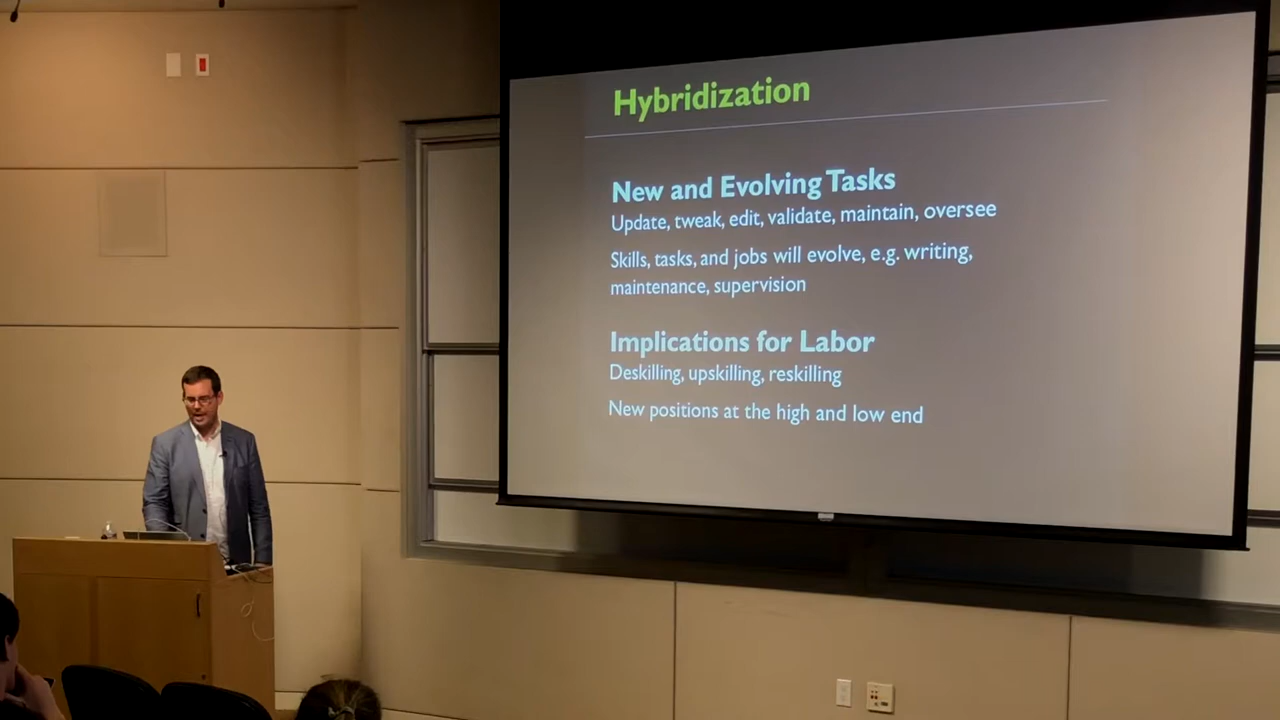 Hybridization
New and Evolving Tasks
Update, tweak, edit, validate, maintain, oversee
Skills, tasks, and jobs will evolve, e.g. writing,
maintenance, supervision
Implications for Labor
Deskilling, upskilling, reskilling
New positions at the high and low end